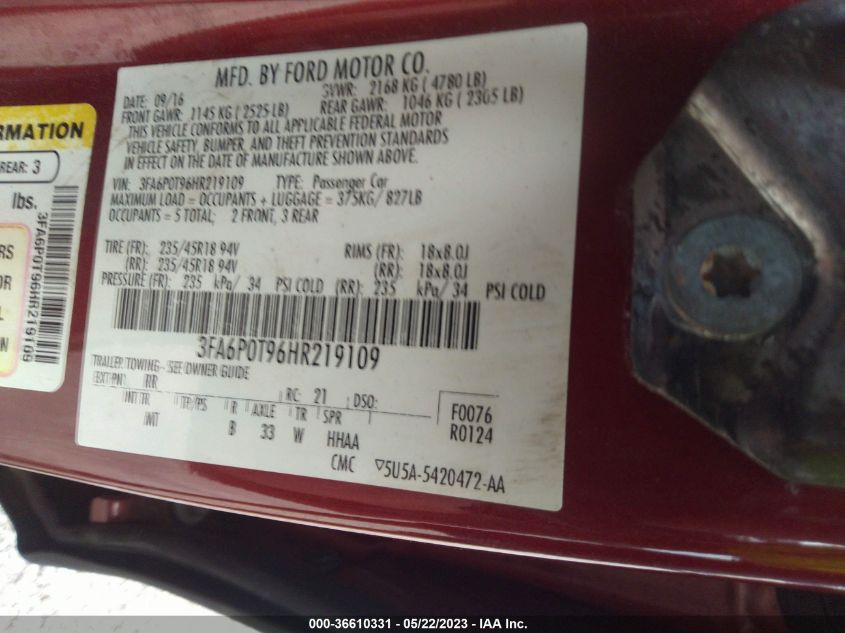 MFD. BY FORD MOTOR CO.
DATE: 09/16 GVWR: 2168 KG ( 4780 LB)
FRONT GAWR: 1145 KG ( 2525 LB) REAR GAWR: 1046 KG ( 2305 LB)
THIS VEHICLE CONFORMS TO ALL APPLICABLE FEDERAL MOTOR
VEHICLE SAFETY, BUMPER, AND THEFT PREVENTION STANDARDS
IN EFFECT ON THE DATE OF MANUFACTURE SHOWN ABOVE.
VIN: 3FA6P0T96HR219109 TYPE: Passenger Car
MAXIMUM LOAD = OCCUPANTS + LUGGAGE = 375KG/ 827LB
OCCUPANTS = 5 TOTAL; 2 FRONT, 3 REAR
TIRE (FR): 235/45R18 94V RIMS (FR): 18x8.0J
(RR): 235/45R18 94V (RR): 18x8.0J
PRESSURE (FR): 235 kPa/ 34 PSI COLD (RR): 235 kPa/ 34 PSI COLD
3FA6P0T96HR219109
TRAILER TOWING - SEE OWNER GUIDE
EXT PNT: RR RC: 21 DSO:
INT TR TP/PS R AXLE TR SPR F0076
INT B 33 W HHAA R0124
CMC ▽5U5A-5420472-AA
RMATION
REAR: 3
lbs.
3FA6P0T96HR219109
RS
OR
L
N
000-36610331 - 05/22/2023 - IAA, Inc.